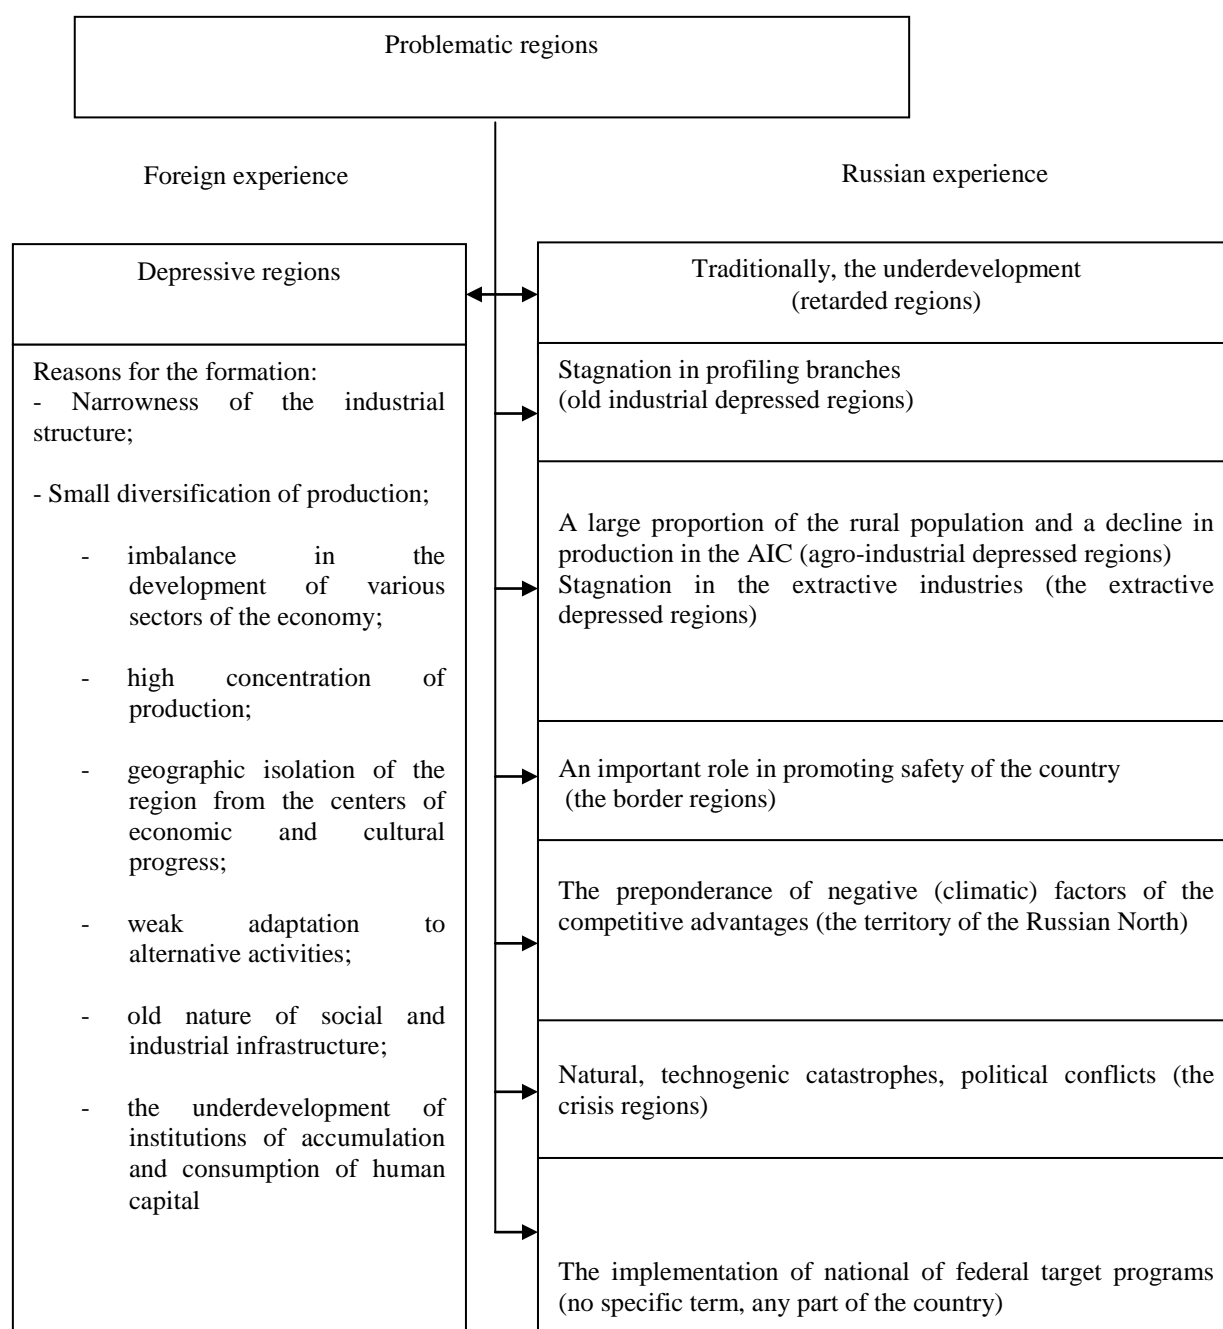 Problematic regions
Foreign experience
Russian experience
Depressive regions
Reasons for the formation:
- Narrowness of the industrial
structure;
- Small diversification of production;
- imbalance in the
development of various
sectors of the economy;
- high concentration of
production;
- geographic isolation of the
region from the centers of
economic and cultural
progress;
- weak adaptation to
alternative activities;
- old nature of social and
industrial infrastructure;
- the underdevelopment of
institutions of accumulation
and consumption of human
capital
Traditionally, the underdevelopment
(retarded regions)
Stagnation in profiling branches
(old industrial depressed regions)
A large proportion of the rural population and a decline in
production in the AIC (agro-industrial depressed regions)
Stagnation in the extractive industries (the extractive
depressed regions)
An important role in promoting safety of the country
(the border regions)
The preponderance of negative (climatic) factors of the
competitive advantages (the territory of the Russian North)
Natural, technogenic catastrophes, political conflicts (the
crisis regions)
The implementation of national of federal target programs
(no specific term, any part of the country)